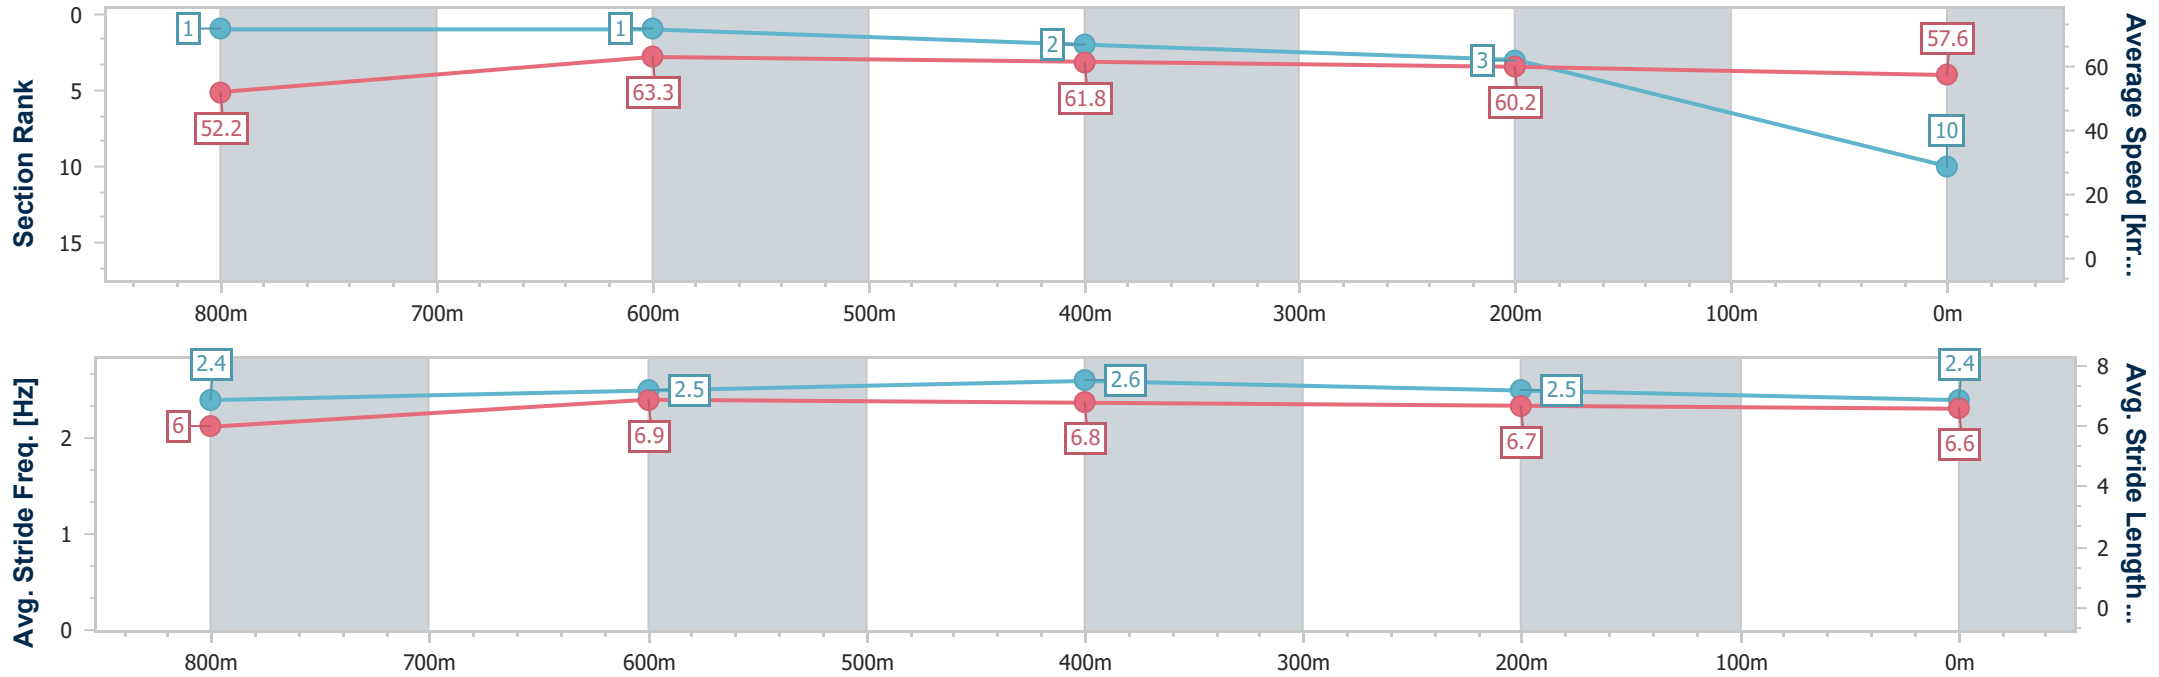 Section Rank
0
5
10
15
1
1
2
3
10
52.2
63.3
61.8
60.2
57.6
60
40
20
0
Average Speed [km...
800m
700m
600m
500m
400m
300m
200m
100m
0m
Avg. Stride Freq. [Hz]
2
1
0
2.4
2.5
2.6
2.5
2.4
6
6.9
6.8
6.7
6.6
8
6
4
2
0
Avg. Stride Length ...
800m
700m
600m
500m
400m
300m
200m
100m
0m